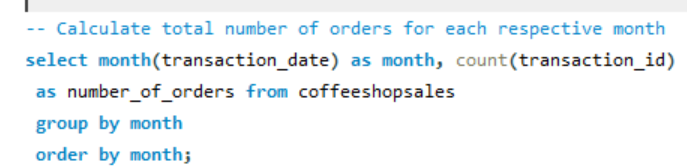 -- Calculate total number of orders for each respective month
select month(transaction_date) as month, count(transaction_id)
as number_of_orders from coffeeshopsales
group by month
order by month;